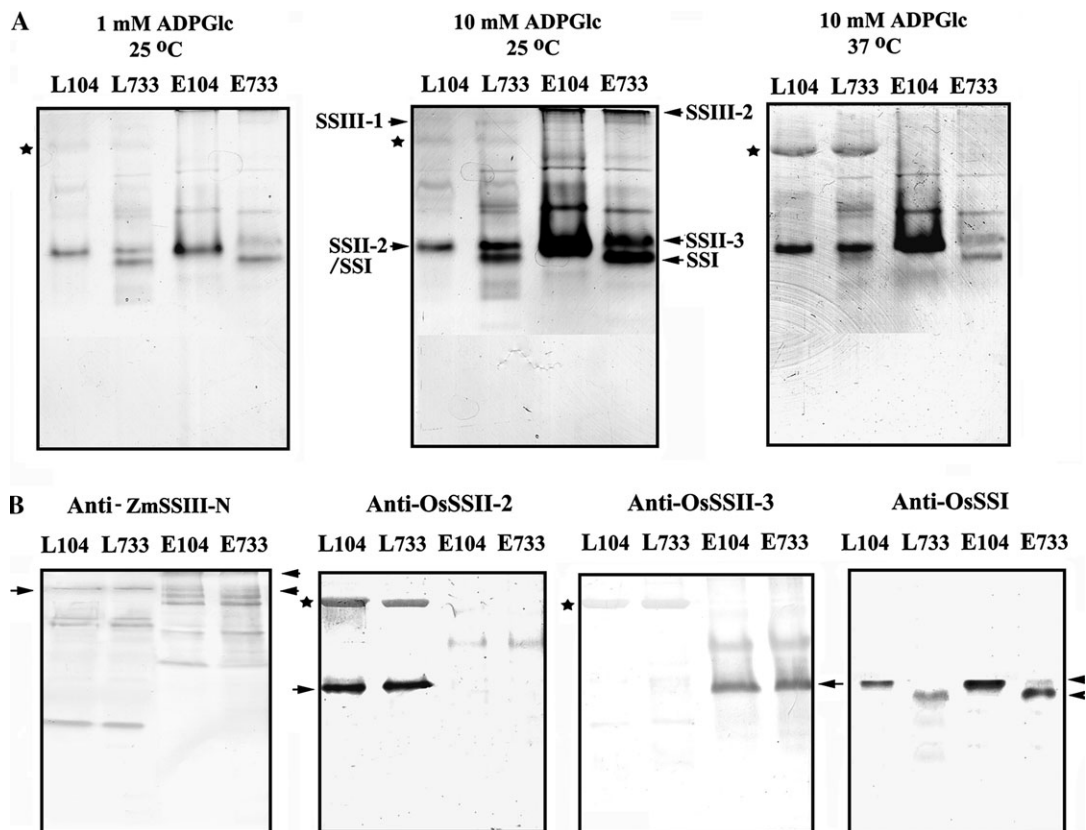 A
1 mM ADPGlc
25 °C
10 mM ADPGlc
25 °C
10 mM ADPGlc
37 °C
L104 L733 E104 E733
L104 L733 E104 E733
L104 L733 E104 E733
SSIII-1
SSIII-2
SSII-2
/SSI
SSII-3
SSI
B
Anti-ZmSSIII-N
Anti-OsSSII-2
Anti-OsSSII-3
Anti-OsSSI
L104 L733 E104 E733
L104 L733 E104 E733
L104 L733 E104 E733
L104 L733 E104 E733